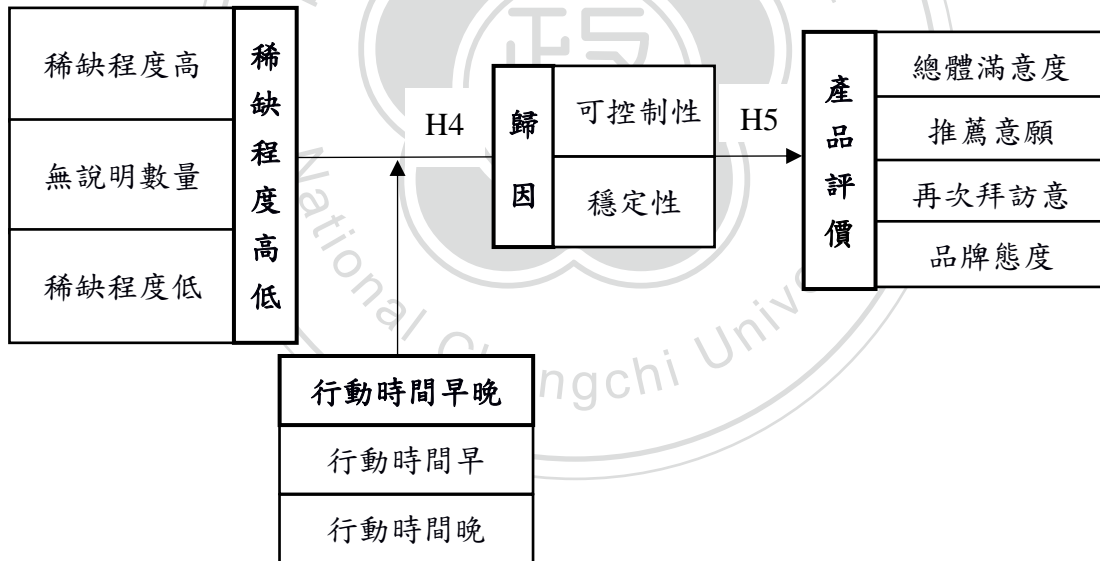 稀缺程度高
無說明數量
稀缺程度低
稀缺程度高低
H4
歸因
可控制性
穩定性
H5
產品評價
總體滿意度
推薦意願
再次拜訪意
品牌態度
行動時間早晚
行動時間早
行動時間晚
National Chengchi Univer